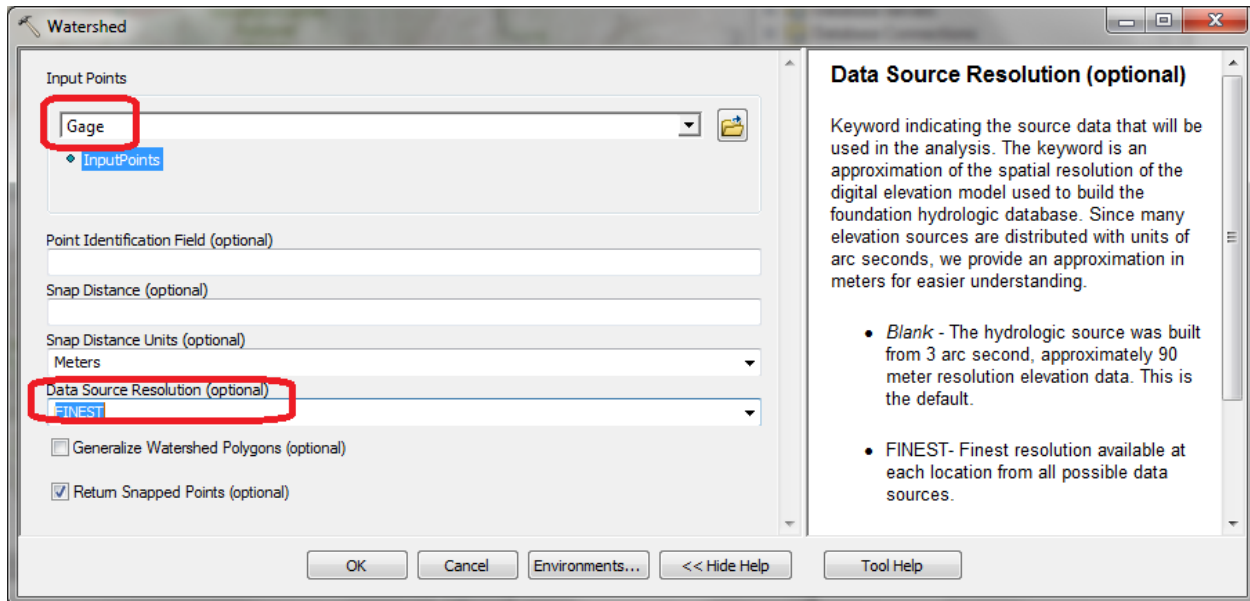 Watershed
Input Points
Gage
InputPoints
Point Identification Field (optional)
Snap Distance (optional)
Snap Distance Units (optional)
Meters
Data Source Resolution (optional)
FINEST
Generalize Watershed Polygons (optional)
Return Snapped Points (optional)
OK
Cancel
Environments...
<< Hide Help
Data Source Resolution (optional)
Keyword indicating the source data that will be
used in the analysis. The keyword is an
approximation of the spatial resolution of the
digital elevation model used to build the
foundation hydrologic database. Since many
elevation sources are distributed with units of
arc seconds, we provide an approximation in
meters for easier understanding.
Blank - The hydrologic source was built
from 3 arc second, approximately 90
meter resolution elevation data. This is
the default.
FINEST- Finest resolution available at
each location from all possible data
sources.
Tool Help